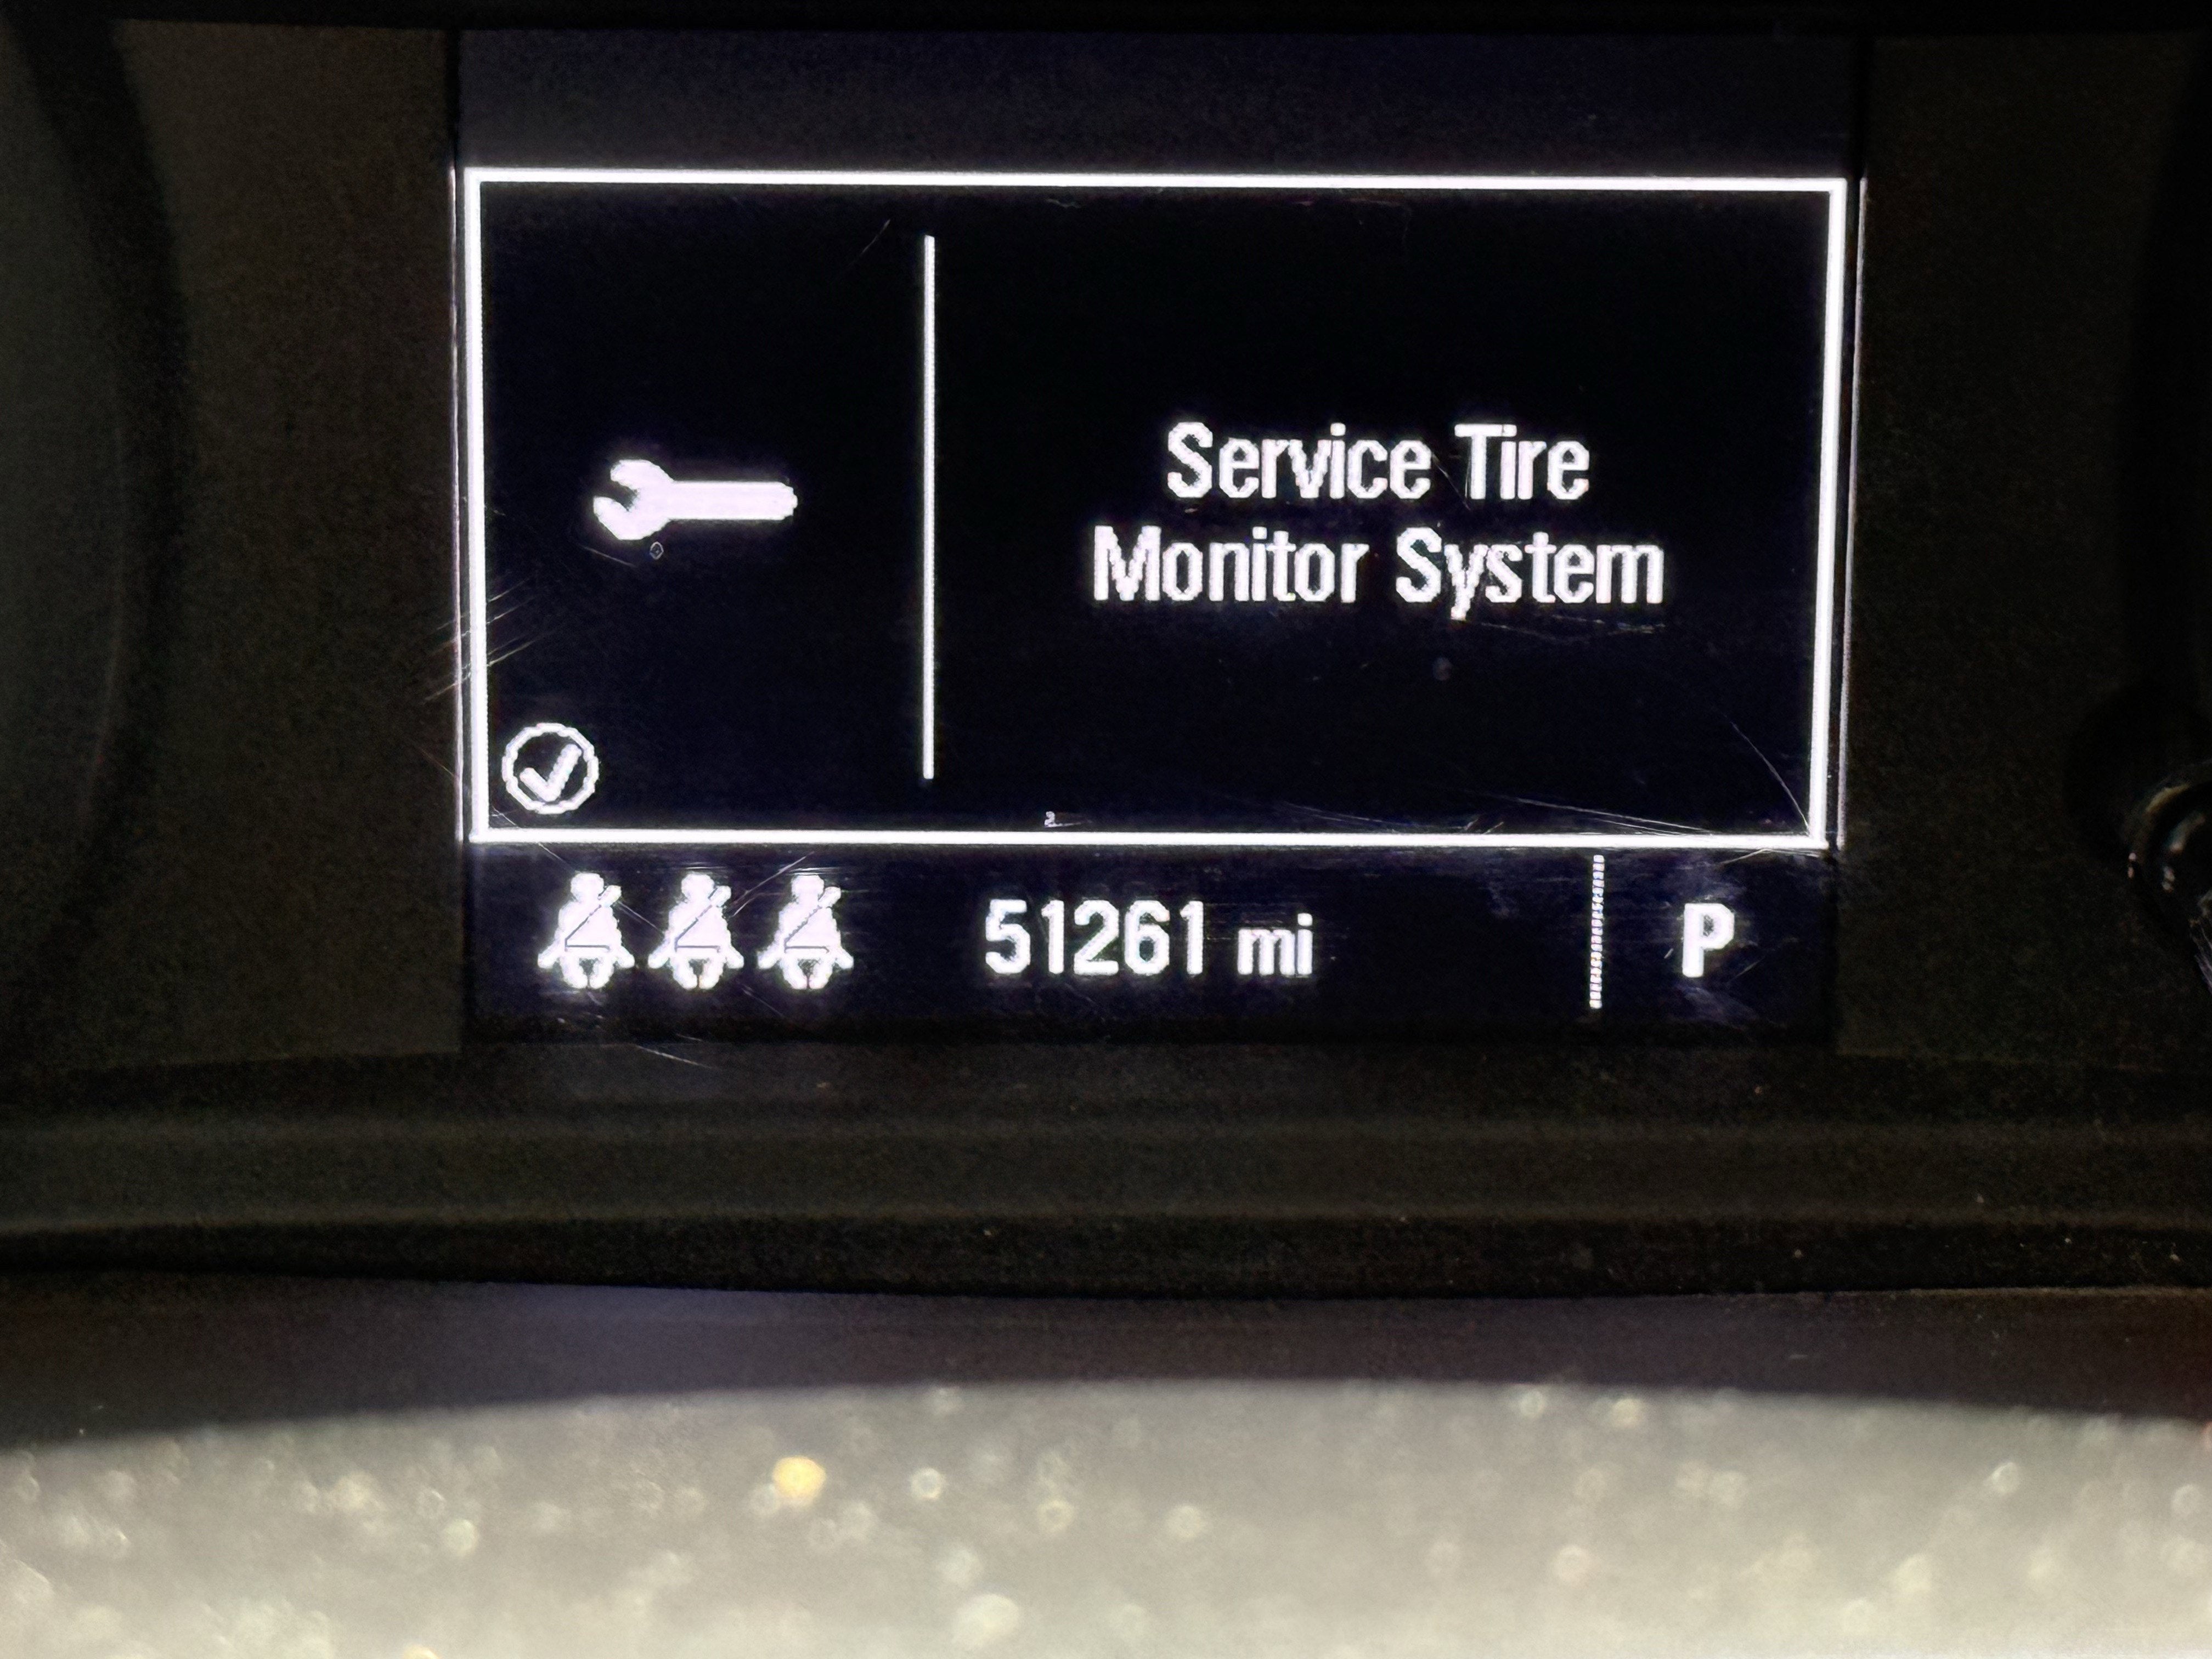 Service Tire
Monitor System
51261 mi
P